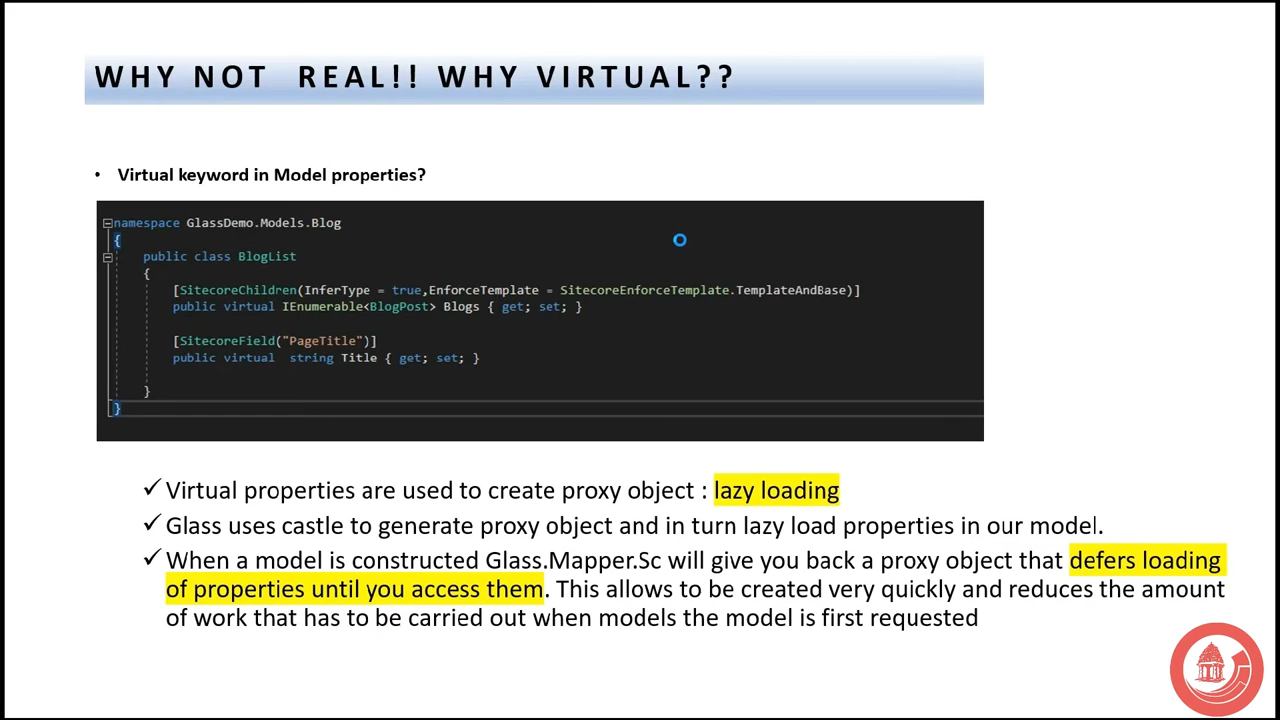 WHY NOT REAL!! WHY VIRTUAL??
• Virtual keyword in Model properties?
namespace GlassDemo.Models.Blog
{
public class BlogList
{
[SitecoreChildren(InferType = true,EnforceTemplate = SitecoreEnforceTemplate.TemplateAndBase)]
public virtual IEnumerable<BlogPost> Blogs { get; set; }
[SitecoreField("PageTitle")]
public virtual string Title { get; set; }
}
}
✓ Virtual properties are used to create proxy object : lazy loading
✓ Glass uses castle to generate proxy object and in turn lazy load properties in our model.
✓ When a model is constructed Glass.Mapper.Sc will give you back a proxy object that defers loading
of properties until you access them. This allows to be created very quickly and reduces the amount
of work that has to be carried out when models the model is first requested